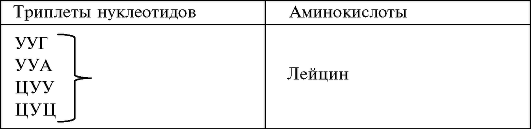 Триплеты нуклеотидов Аминокислоты
УУГ
УУА
Лейцин
ЦУУ
ЦУЦ